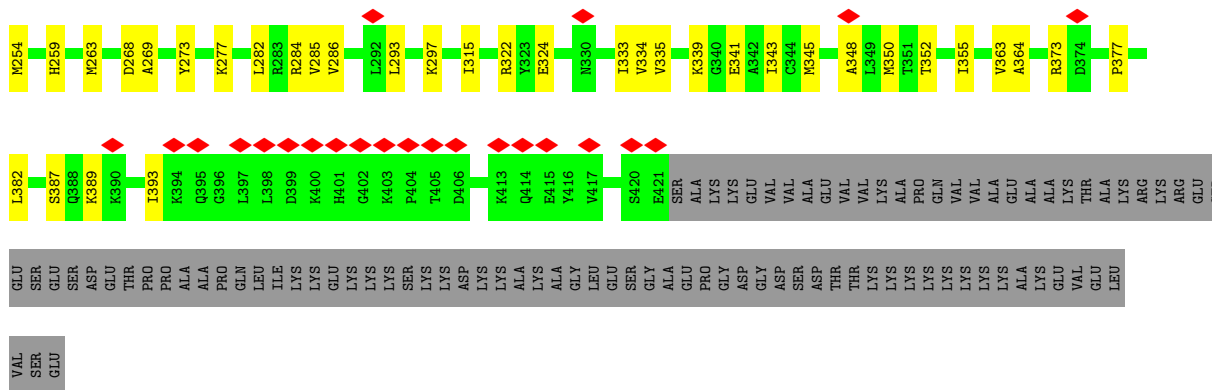 M254 H259 M263 D268 A269 Y273 K277 L282 R283 R284 V285 V286 L292 L293 K297 I315 R322 Y323 E324 N330 I333 V334 V335 K339 G340 E341 A342 I343 C344 M345 A348 L349 M350 T351 T352 I355 V363 A364 R373 D374 P377
L382 S387 Q388 K389 K390 I393 K394 Q395 G396 L397 L398 D399 K400 H401 G402 K403 P404 T405 D406 K413 Q414 E415 Y416 V417 S420 E421 SER ALA LYS LYS GLU VAL VAL ALA GLU VAL VAL LYS ALA PRO GLN VAL VAL ALA GLU ALA ALA LYS THR ALA LYS ARG LYS ARG GLU
GLU SER GLU SER ASP GLU THR PRO PRO ALA ALA PRO GLN LEU ILE LYS LYS GLU LYS LYS LYS SER LYS LYS ASP LYS LYS ALA LYS ALA GLY LEU GLU SER GLY ALA GLU PRO GLY ASP GLY ASP SER ASP THR THR LYS LYS LYS LYS LYS LYS LYS LYS ALA LYS GLU VAL GLU LEU
VAL SER GLU